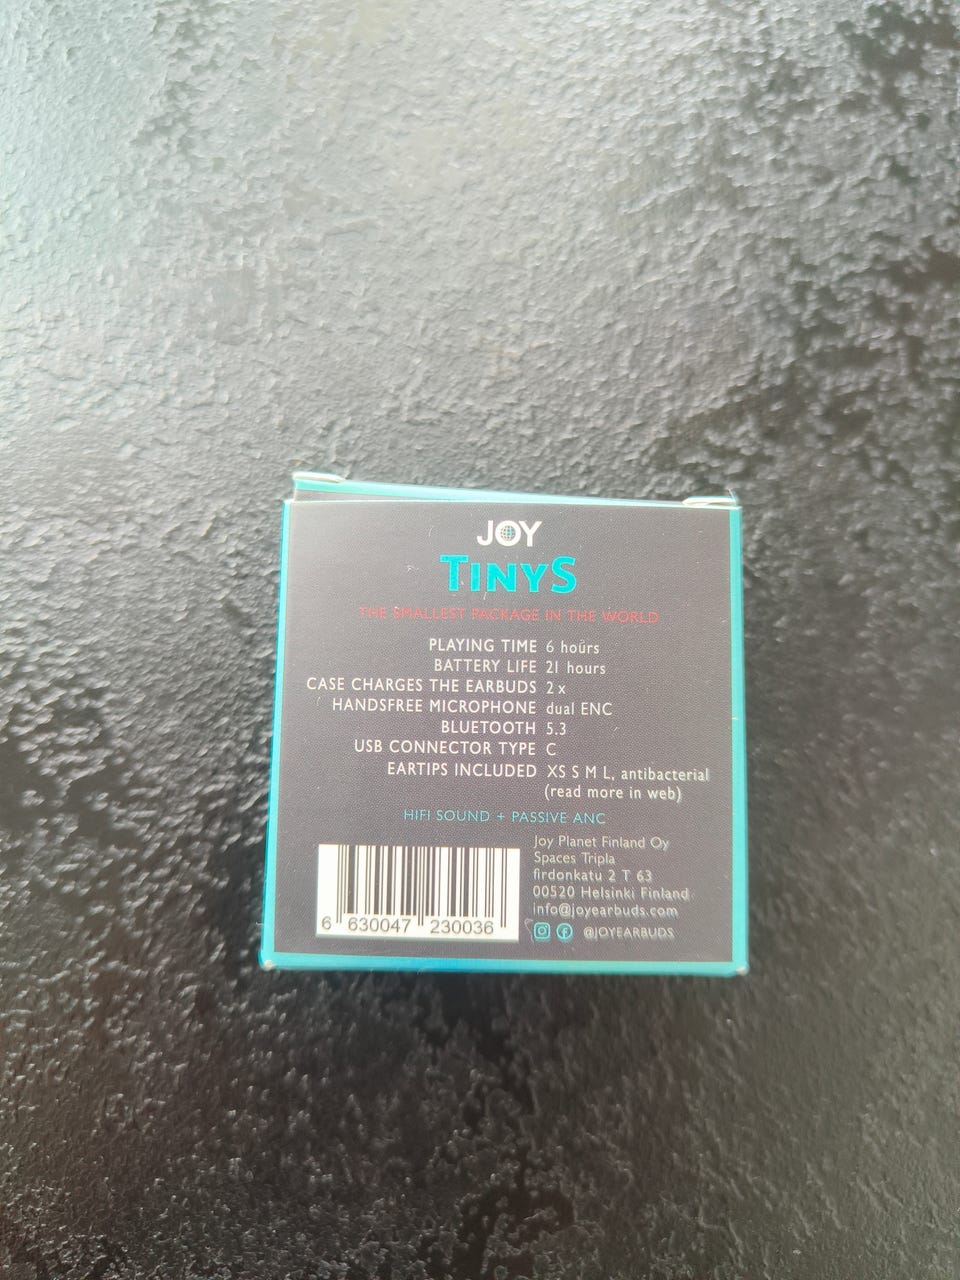 JOY
TINYS
THE SMALLEST PACKAGE IN THE WORLD
PLAYING TIME 6 hours
BATTERY LIFE 21 hours
CASE CHARGES THE EARBUDS 2 x
HANDSFREE MICROPHONE dual ENC
BLUETOOTH 5.3
USB CONNECTOR TYPE C
EARTIPS INCLUDED XS S M L, antibacterial
(read more in web)
HIFI SOUND + PASSIVE ANC
Joy Planet Finland Oy
Spaces Tripla
firdonkatu 2 T 63
00520 Helsinki Finland
info@joyearbuds.com
@JOYEARBUDS
6 630047 230036